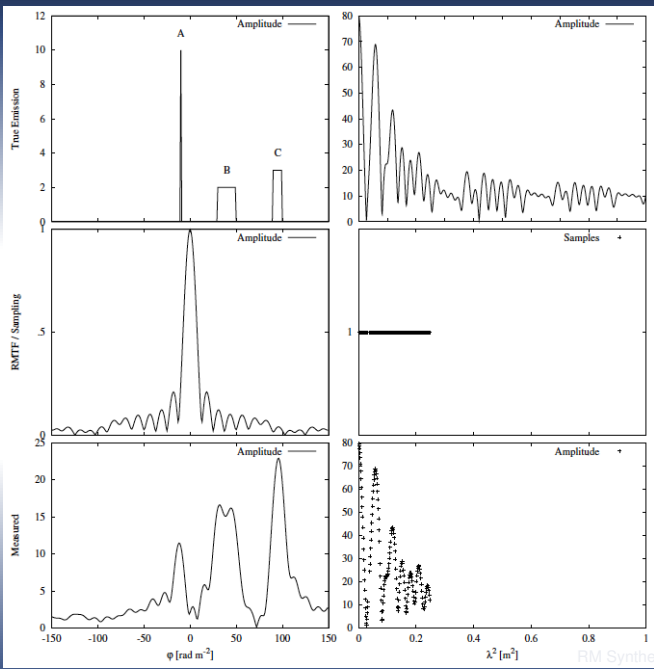 True Emission
12
10
8
6
4
2
0
A
B
C
Amplitude
80
70
60
50
40
30
20
10
0
Amplitude
RMTF / Sampling
1
.5
0
Amplitude
1
Samples
Measured
25
20
15
10
5
0
Amplitude
-150 -100 -50 0 50 100 150
φ [rad m-2]
80
70
60
50
40
30
20
10
0
Amplitude
0 0.2 0.4 0.6 0.8 1
λ2 [m2]
RM Synthe